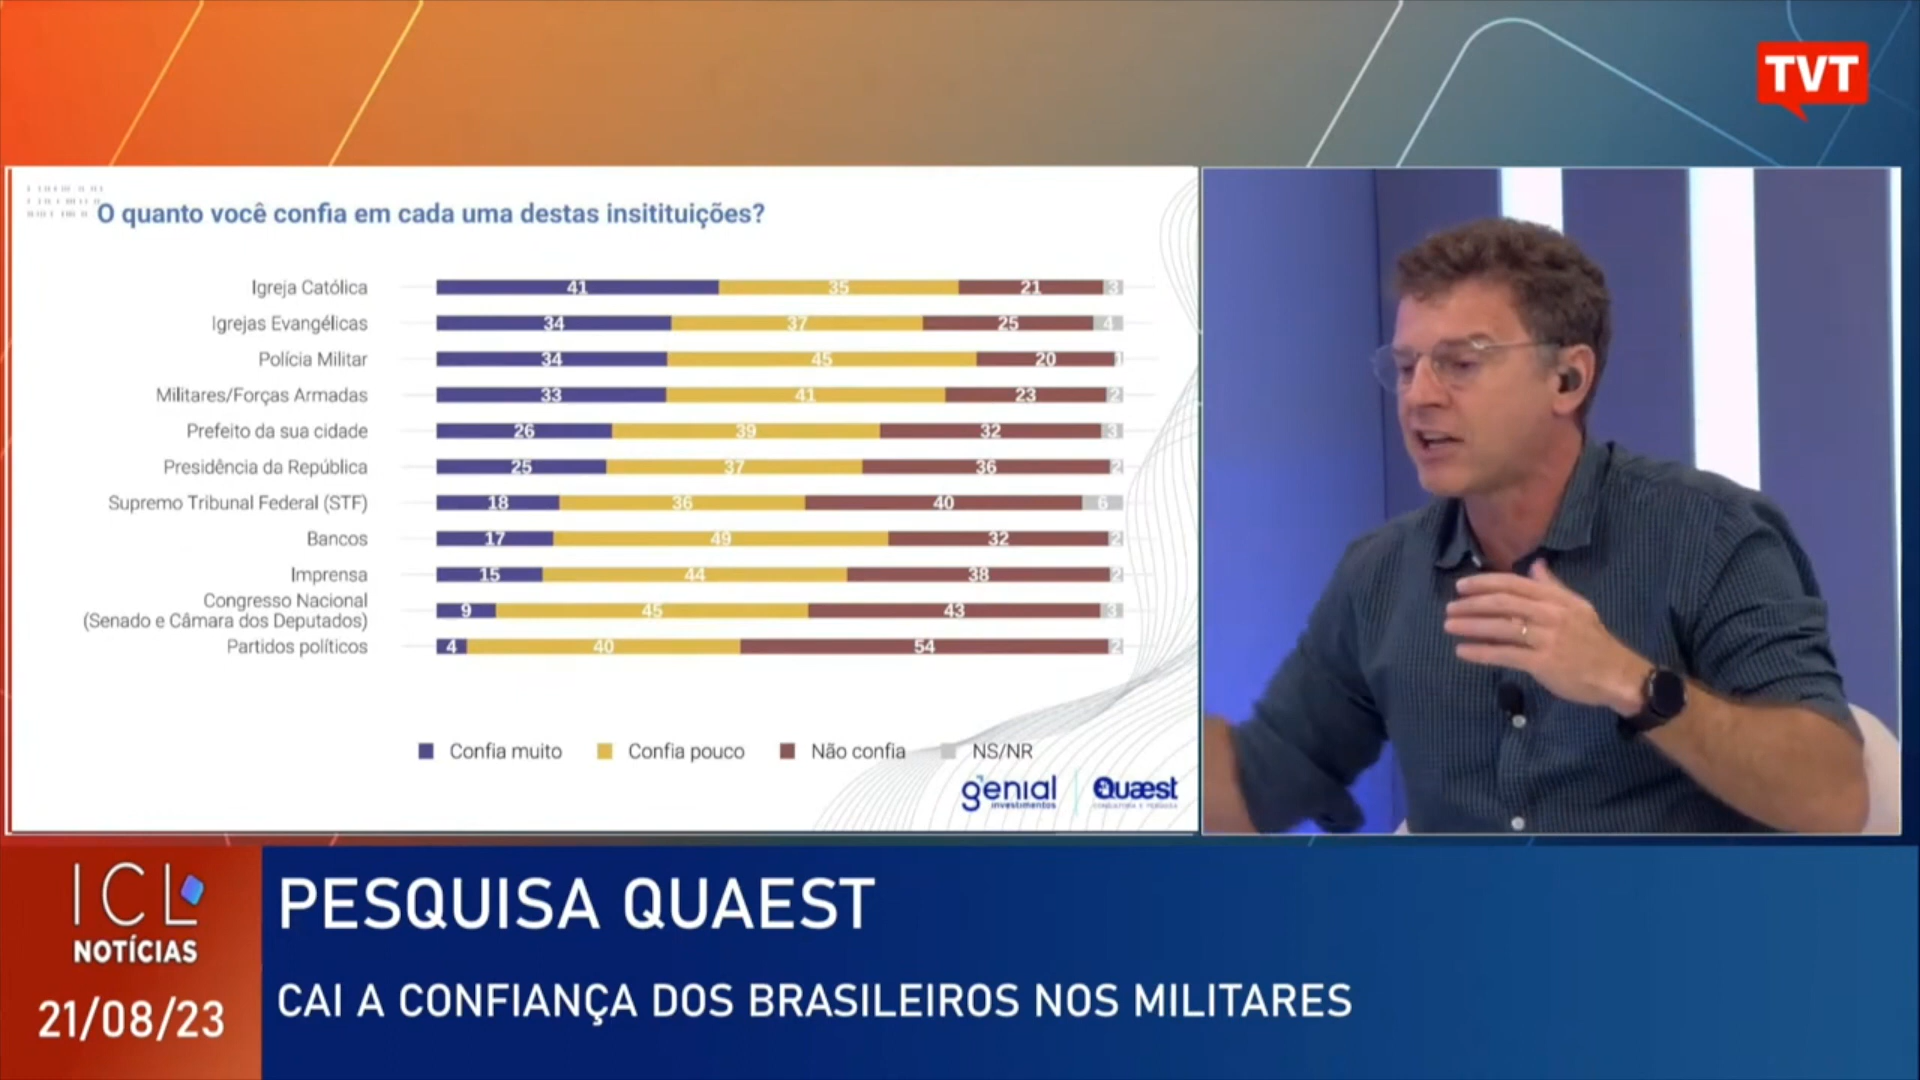 TVT
O quanto você confia em cada uma destas insitituições?
Igreja Católica 41 35 21 3
Igrejas Evangélicas 34 37 25 4
Polícia Militar 34 45 20 1
Militares/Forças Armadas 33 41 23 2
Prefeito da sua cidade 26 39 32 3
Presidência da República 25 37 36 2
Supremo Tribunal Federal (STF) 18 36 40 6
Bancos 17 49 32 2
Imprensa 15 44 38 2
Congresso Nacional
(Senado e Câmara dos Deputados) 9 45 43 3
Partidos políticos 4 40 54 2
Confia muito Confia pouco Não confia NS/NR
genial
investimentos
Quæst
ICL
NOTÍCIAS
21/08/23
PESQUISA QUAEST
CAI A CONFIANÇA DOS BRASILEIROS NOS MILITARES